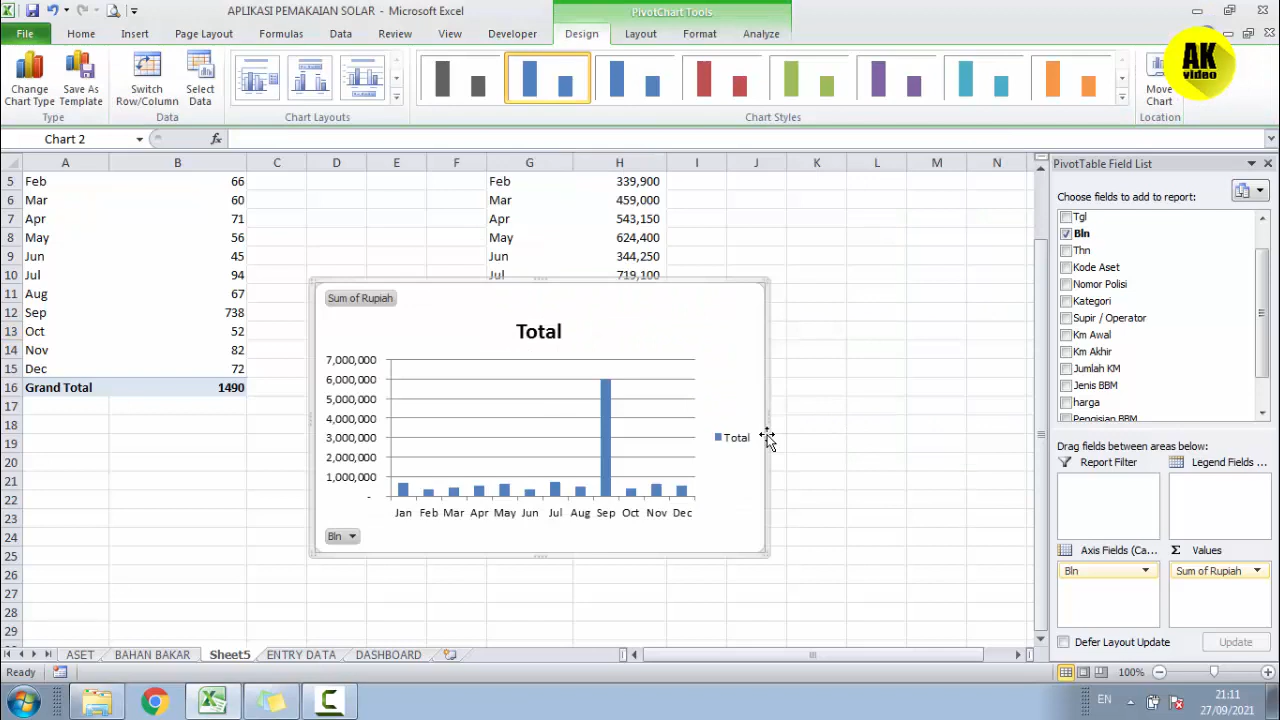 APLIKASI PEMAKAIAN SOLAR - Microsoft Excel
PivotChart Tools
File Home Insert Page Layout Formulas Data Review View Developer Design Layout Format Analyze
AK
video
Change Chart Type
Save As Template
Switch Row/Column
Select Data
Move Chart
Type Data Chart Layouts Chart Styles Location
Chart 2 fx
A B C D E F G H I J K L M N
5 Feb 66 Feb 339,900
6 Mar 60 Mar 459,000
7 Apr 71 Apr 543,150
8 May 56 May 624,400
9 Jun 45 Jun 344,250
10 Jul 94 Jul 719,100
11 Aug 67
12 Sep 738
13 Oct 52
14 Nov 82
15 Dec 72
16 Grand Total 1490
17
18
19
20
21
22
23
24
25
26
27
28
29
Sum of Rupiah
Total
7,000,000
6,000,000
5,000,000
4,000,000
3,000,000
2,000,000
1,000,000
-
Jan Feb Mar Apr May Jun Jul Aug Sep Oct Nov Dec
Total
Bln
PivotTable Field List
Choose fields to add to report:
Tgl
Bln
Thn
Kode Aset
Nomor Polisi
Kategori
Supir / Operator
Km Awal
Km Akhir
Jumlah KM
Jenis BBM
harga
Pengisian BBM
Drag fields between areas below:
Report Filter Legend Fields ...
Axis Fields (Ca... Σ Values
Bln Sum of Rupiah
Defer Layout Update Update
ASET BAHAN BAKAR Sheet5 ENTRY DATA DASHBOARD
Ready 100%
EN 21:11
27/09/2021